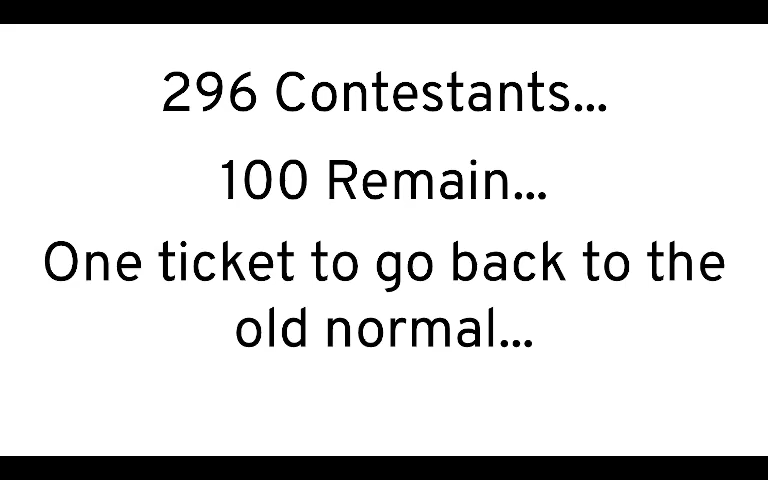 296 Contestants...
100 Remain...
One ticket to go back to the
old normal...